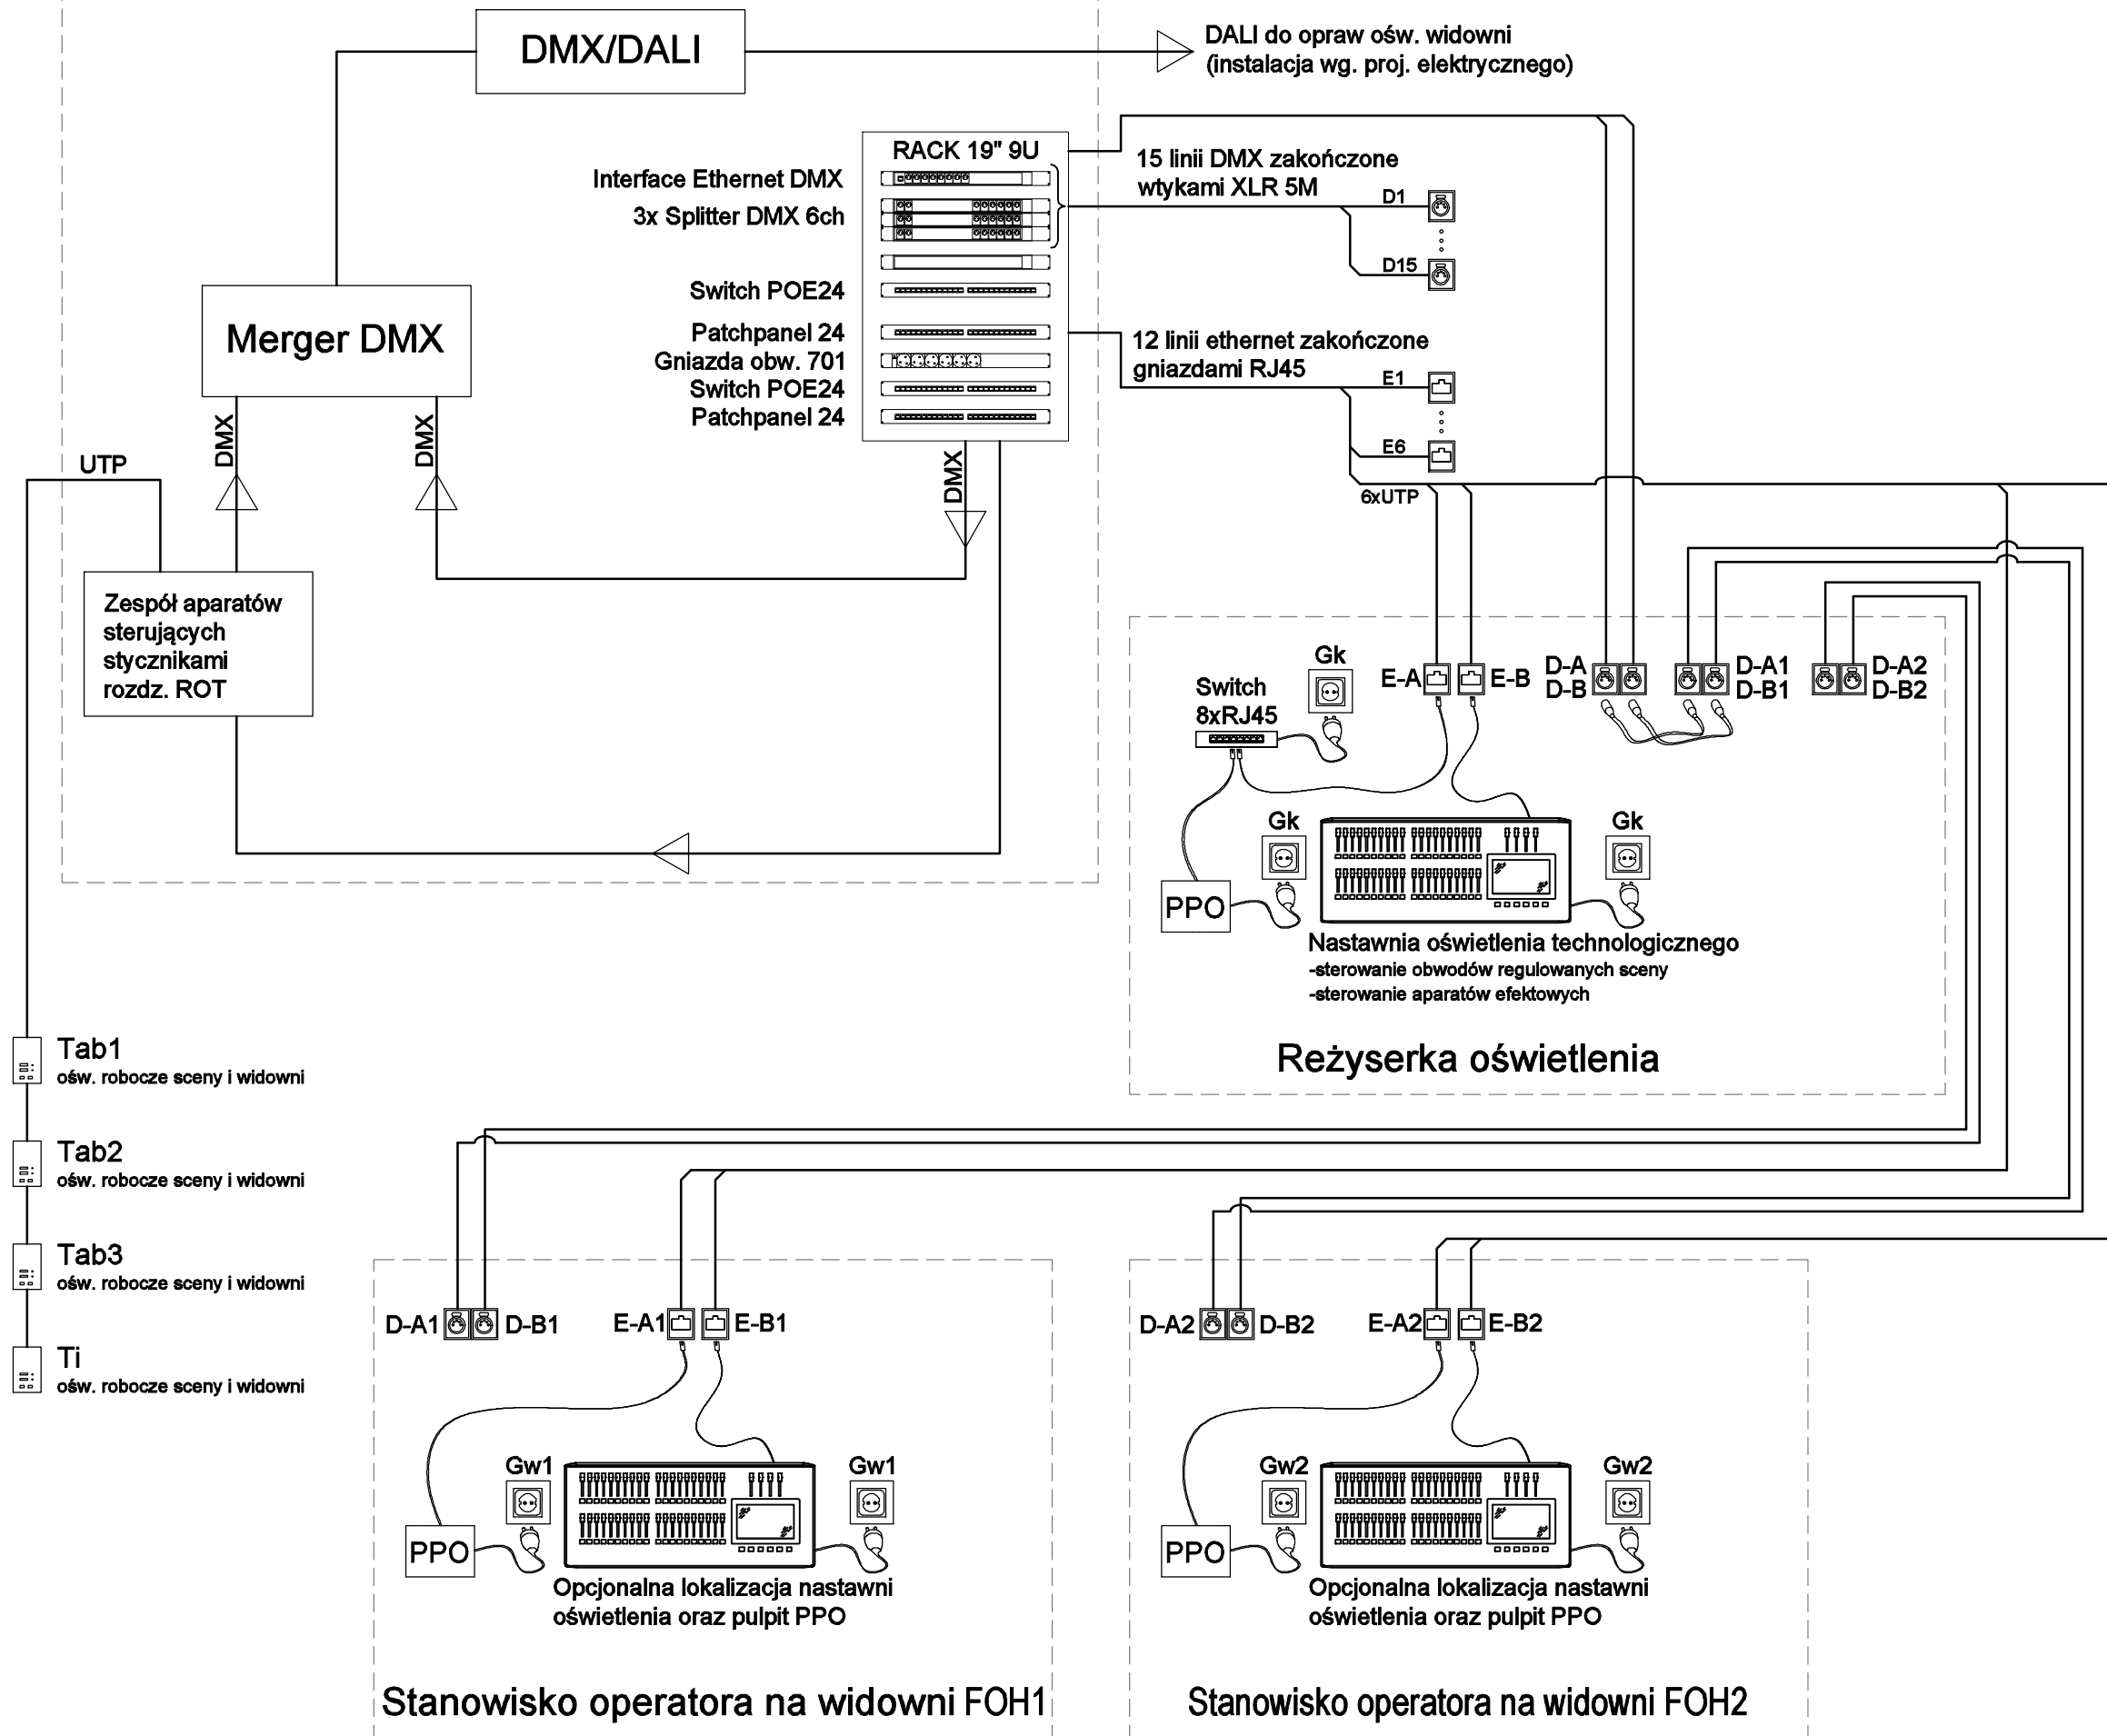 DMX/DALI
DALI do opraw ośw. widowni
(instalacja wg. proj. elektrycznego)
RACK 19" 9U
Interface Ethernet DMX
3x Splitter DMX 6ch
Switch POE24
Patchpanel 24
Gniazda obw. 701
Switch POE24
Patchpanel 24
15 linii DMX zakończone
wtykami XLR 5M
D1
D15
12 linii ethernet zakończone
gniazdami RJ45
E1
E6
6xUTP
Merger DMX
DMX
DMX
DMX
UTP
Zespół aparatów
sterujących
stycznikami
rozdz. ROT
Switch
8xRJ45
Gk
E-A
E-B
D-A
D-B
D-A1
D-B1
D-A2
D-B2
Gk
Gk
PPO
Nastawnia oświetlenia technologicznego
-sterowanie obwodów regulowanych sceny
-sterowanie aparatów efektowych
Reżyserka oświetlenia
Tab1
ośw. robocze sceny i widowni
Tab2
ośw. robocze sceny i widowni
Tab3
ośw. robocze sceny i widowni
Ti
ośw. robocze sceny i widowni
D-A1
D-B1
E-A1
E-B1
Gw1
Gw1
PPO
Opcjonalna lokalizacja nastawni
oświetlenia oraz pulpit PPO
Stanowisko operatora na widowni FOH1
D-A2
D-B2
E-A2
E-B2
Gw2
Gw2
PPO
Opcjonalna lokalizacja nastawni
oświetlenia oraz pulpit PPO
Stanowisko operatora na widowni FOH2